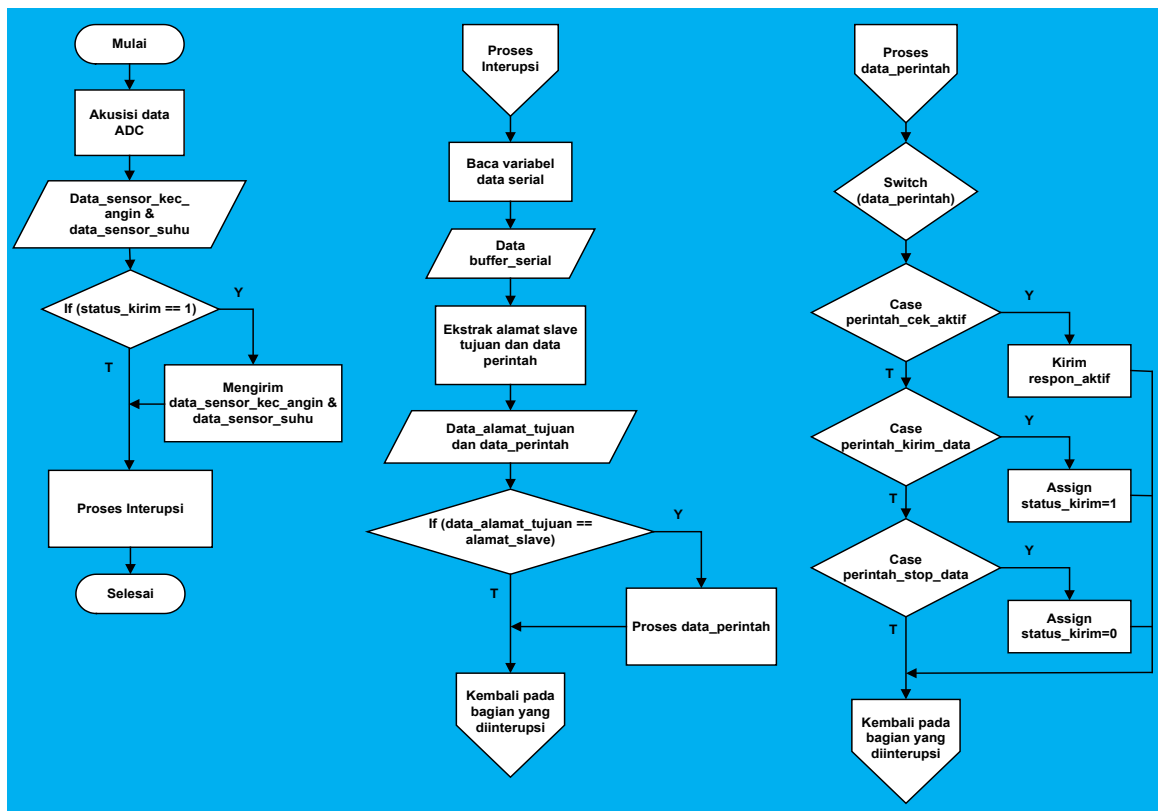 Mulai
Akusisi data
ADC
Data_sensor_kec_
angin &
data_sensor_suhu
If (status_kirim == 1)
Y
T
Mengirim
data_sensor_kec_angin &
data_sensor_suhu
Proses Interupsi
Selesai
Proses
Interupsi
Baca variabel
data serial
Data
buffer_serial
Ekstrak alamat slave
tujuan dan data
perintah
Data_alamat_tujuan
dan data_perintah
If (data_alamat_tujuan ==
alamat_slave)
Y
T
Proses data_perintah
Kembali pada
bagian yang
diinterupsi
Proses
data_perintah
Switch
(data_perintah)
Case
perintah_cek_aktif
Y
Kirim
respon_aktif
T
Case
perintah_kirim_data
Y
Assign
status_kirim=1
T
Case
perintah_stop_data
Y
Assign
status_kirim=0
T
Kembali pada
bagian yang
diinterupsi